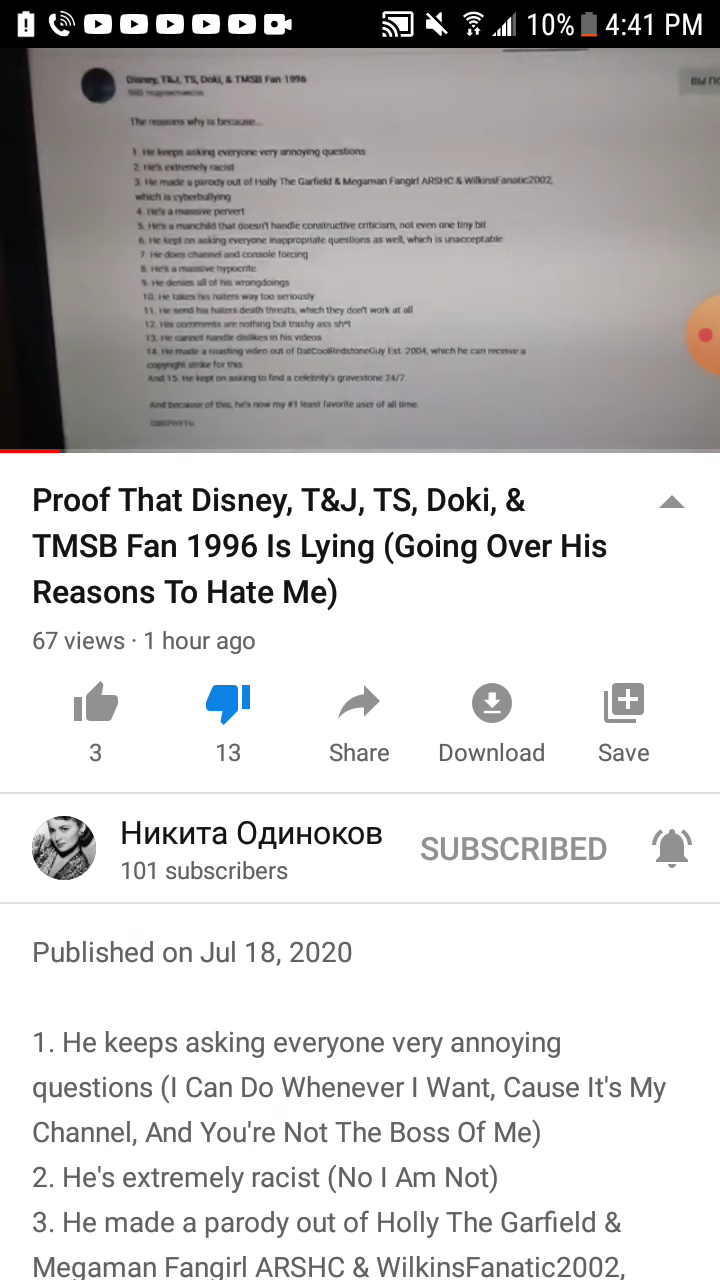 10% 4:41 PM
Disney, T&J, TS, Doki, & TMSB Fan 1996
The reasons why is because...
1. He keeps asking everyone very annoying questions
2. He's extremely racist
3. He made a parody out of Holly The Garfield & Megaman Fangirl ARSHC & WilkinsFanatic2002,
which is cyberbullying
4. He's a massive pervert
5. He's a manchild that doesn't handle constructive criticism, not even one tiny bit
6. He kept on asking everyone inappropriate questions as well, which is unacceptable
7. He does channel and console forcing
8. He's a massive hypocrite
9. He denies all of his wrongdoings
10. He takes his haters way too seriously
11. He send his haters death threats, which they don't work at all
12. His comments are nothing but trashy ass sh*t
13. He cannot handle dislikes in his videos
14. He made a roasting video out of DatCoolRedstoneGuy Est. 2004, which he can receive a
copyright strike for this
And 15. He kept on asking to find a celebrity's gravestone 24/7
And because of this, he's now my #1 least favorite user of all time.
СВЕРНУТЬ
Proof That Disney, T&J, TS, Doki, &
TMSB Fan 1996 Is Lying (Going Over His
Reasons To Hate Me)
67 views · 1 hour ago
3 13 Share Download Save
Никита Одиноков
101 subscribers
SUBSCRIBED
Published on Jul 18, 2020
1. He keeps asking everyone very annoying
questions (I Can Do Whenever I Want, Cause It's My
Channel, And You're Not The Boss Of Me)
2. He's extremely racist (No I Am Not)
3. He made a parody out of Holly The Garfield &
Megaman Fangirl ARSHC & WilkinsFanatic2002,